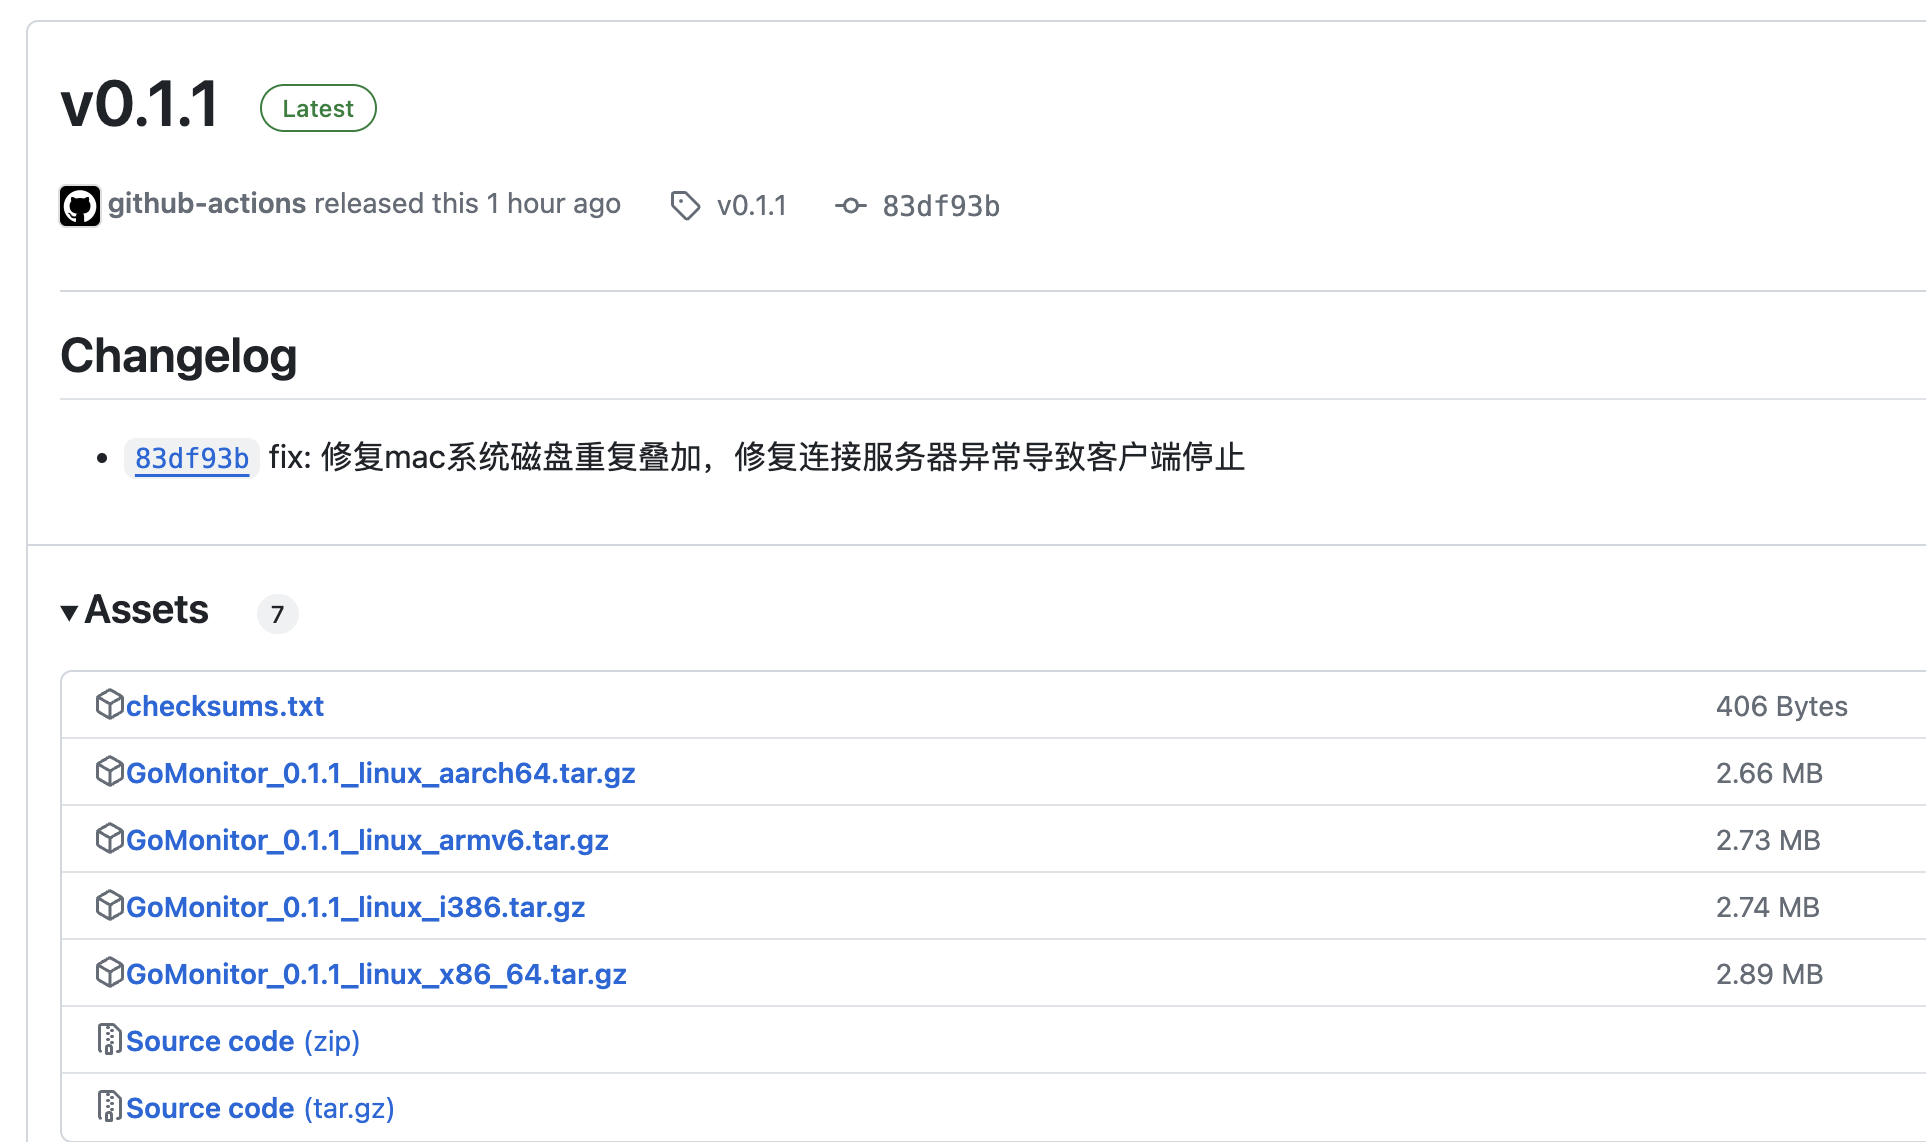 v0.1.1 Latest
github-actions released this 1 hour ago v0.1.1 83df93b
Changelog
83df93b fix: 修复mac系统磁盘重复叠加，修复连接服务器异常导致客户端停止
Assets 7
checksums.txt 406 Bytes
GoMonitor_0.1.1_linux_aarch64.tar.gz 2.66 MB
GoMonitor_0.1.1_linux_armv6.tar.gz 2.73 MB
GoMonitor_0.1.1_linux_i386.tar.gz 2.74 MB
GoMonitor_0.1.1_linux_x86_64.tar.gz 2.89 MB
Source code (zip)
Source code (tar.gz)